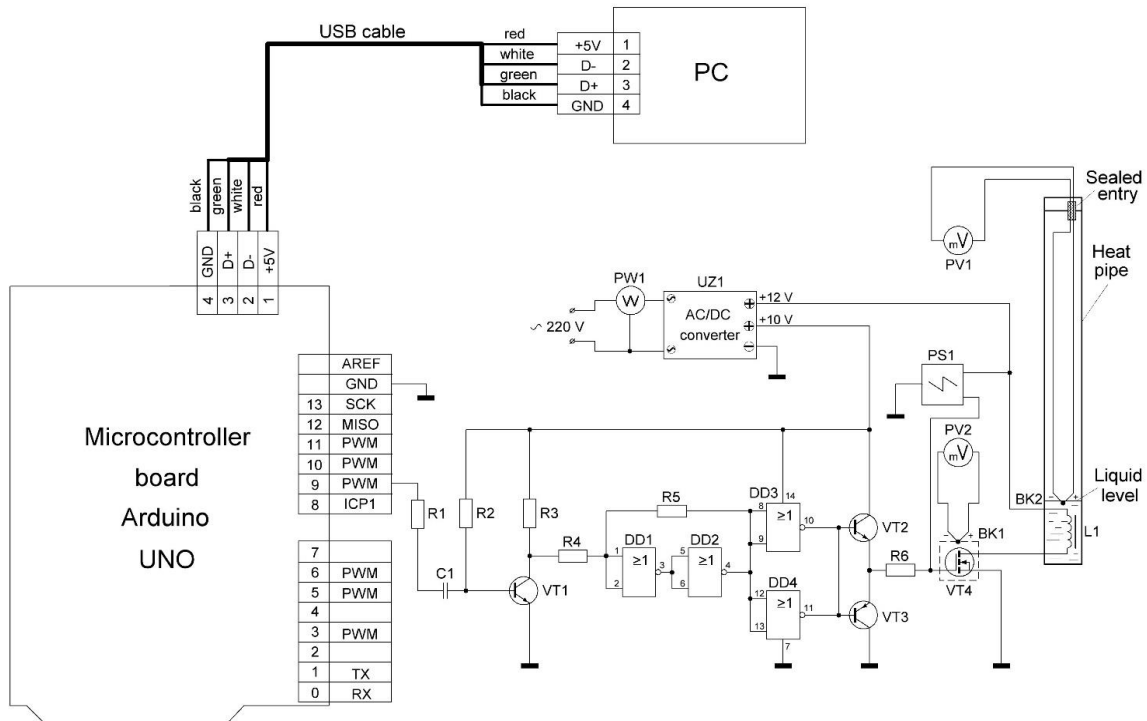 USB cable
red
white
green
black
+5V 1
D- 2
D+ 3
GND 4
PC
black
green
white
red
GND
D+
D-
+5V
4
3
2
1
Sealed
entry
Heat
pipe
mV
PV1
PW1
W
∼ 220 V
UZ1
AC/DC
converter
+12 V
+10 V
PS1
PV2
mV
Liquid
level
BK2
- +
L1
- +
BK1
VT4
Microcontroller
board
Arduino
UNO
AREF
GND
13 SCK
12 MISO
11 PWM
10 PWM
9 PWM
8 ICP1
7
6 PWM
5 PWM
4
3 PWM
2
1 TX
0 RX
R1
R2
R3
C1
VT1
R4
R5
DD1
≥1
1
2
3
DD2
≥1
5
6
4
DD3
≥1
14
8
9
10
DD4
≥1
12
13
11
7
VT2
VT3
R6